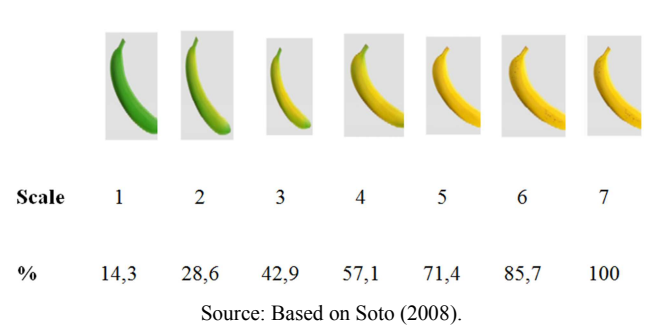 Scale 1 2 3 4 5 6 7
% 14,3 28,6 42,9 57,1 71,4 85,7 100
Source: Based on Soto (2008).